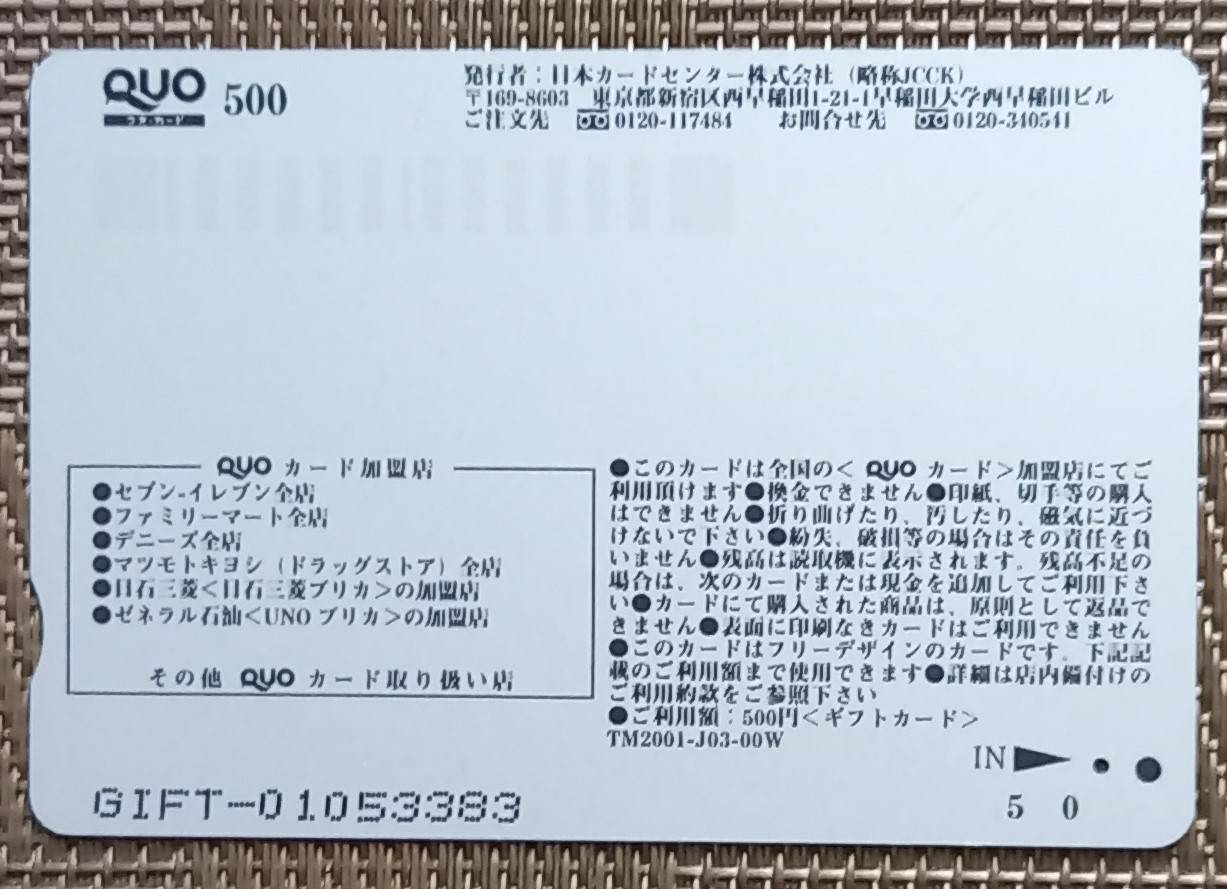 QUO 500
クオ・カード
発行者：日本カードセンター株式会社（略称JCCK）
〒169-8603 東京都新宿区西早稲田1-21-1早稲田大学西早稲田ビル
ご注文先 0120-117484 お問合せ先 0120-340541
QUO カード加盟店
●セブン-イレブン全店
●ファミリーマート全店
●デニーズ全店
●マツモトキヨシ（ドラッグストア）全店
●日石三菱＜日石三菱プリカ＞の加盟店
●ゼネラル石油＜UNO プリカ＞の加盟店
その他 QUO カード取り扱い店
●このカードは全国の＜ QUO カード＞加盟店にてご
利用頂けます●換金できません●印紙、切手等の購入
はできません●折り曲げたり、汚したり、磁気に近づ
けないで下さい●紛失、破損等の場合はその責任を負
いません●残高は読取機に表示されます。残高不足の
場合は、次のカードまたは現金を追加してご利用下さ
い●カードにて購入された商品は、原則として返品で
きません●表面に印刷なきカードはご利用できません
●このカードはフリーデザインのカードです。下記記
載のご利用額まで使用できます●詳細は店内備付けの
ご利用約款をご参照下さい
●ご利用額：500円＜ギフトカード＞
TM2001-J03-00W
IN
5 0
GIFT-01053383